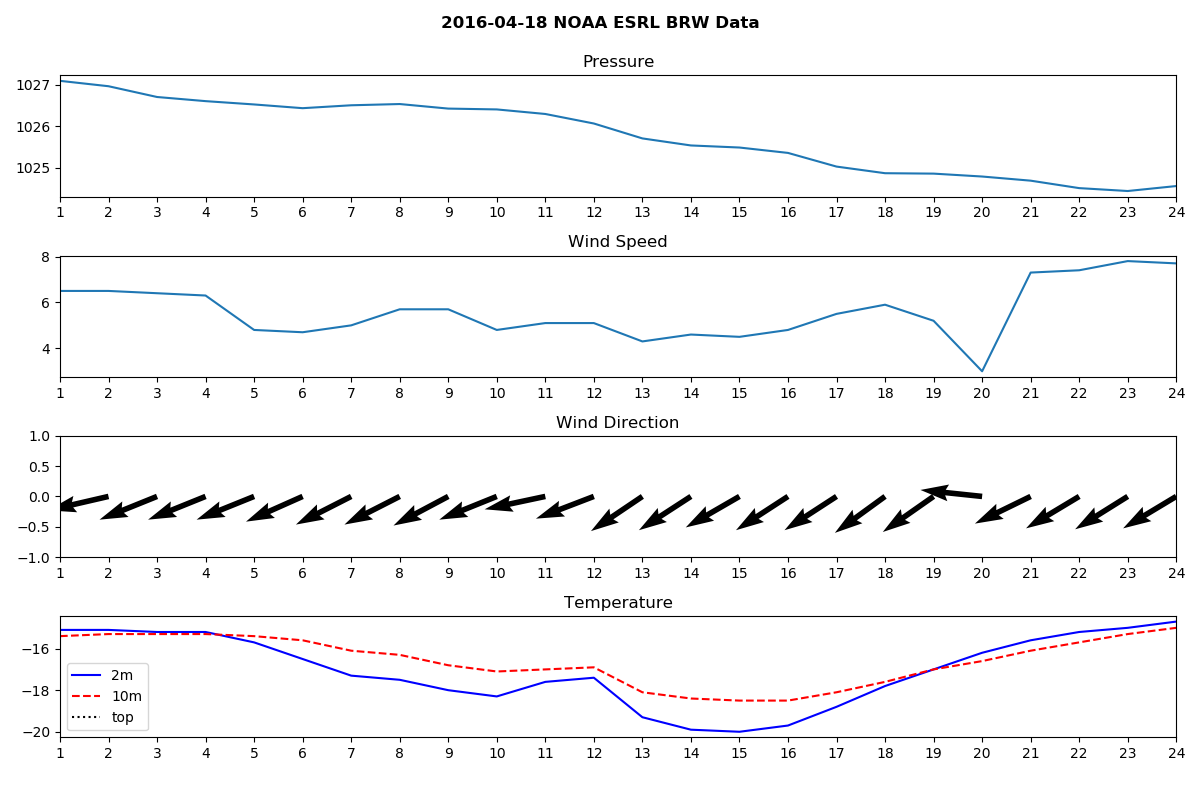 2016-04-18 NOAA ESRL BRW Data
Pressure
1027
1026
1025
1 2 3 4 5 6 7 8 9 10 11 12 13 14 15 16 17 18 19 20 21 22 23 24
Wind Speed
8
6
4
1 2 3 4 5 6 7 8 9 10 11 12 13 14 15 16 17 18 19 20 21 22 23 24
Wind Direction
1.0
0.5
0.0
−0.5
−1.0
1 2 3 4 5 6 7 8 9 10 11 12 13 14 15 16 17 18 19 20 21 22 23 24
Temperature
−16
−18
−20
2m
10m
top
1 2 3 4 5 6 7 8 9 10 11 12 13 14 15 16 17 18 19 20 21 22 23 24